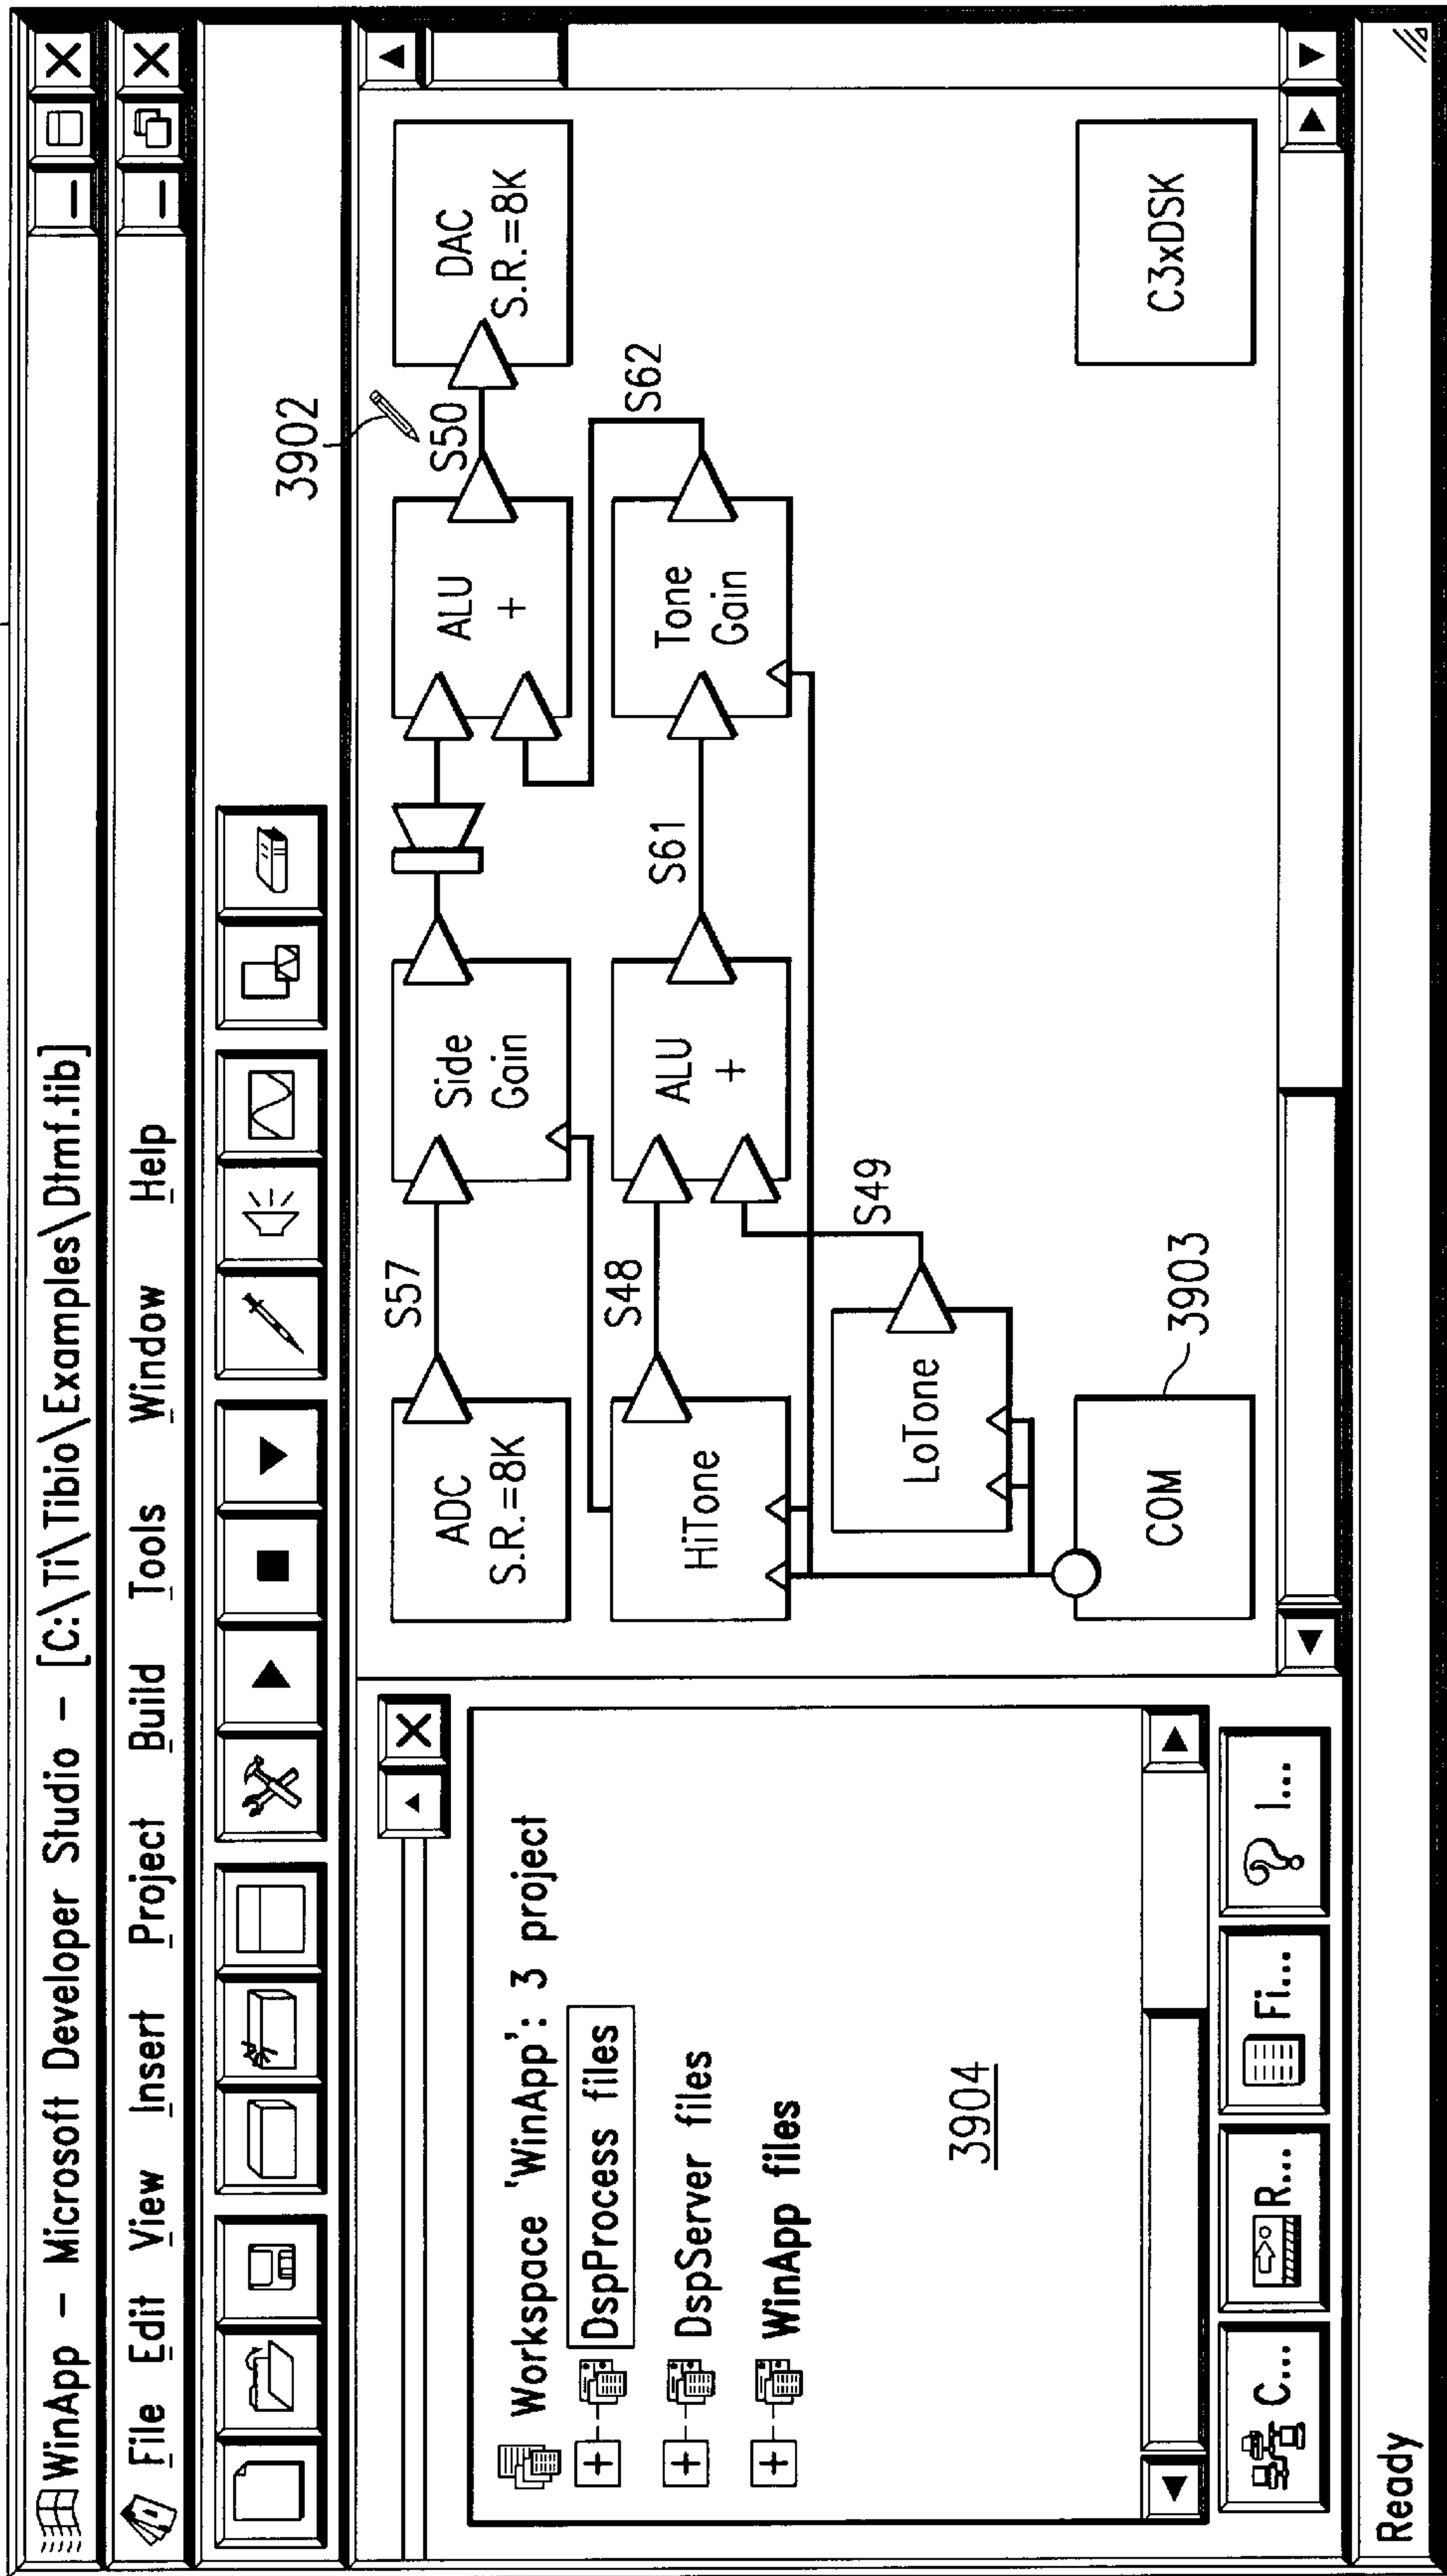 WinApp – Microsoft Developer Studio – [C:\Ti\Tibio\Examples\Dtmf.tib]
File Edit View Insert Project Build Tools Window Help
3902
Workspace 'WinApp': 3 project
DspProcess files
DspServer files
WinApp files
3904
C... R... Fi... I...
ADC
S.R.=8K
S57
Side
Gain
ALU
+
S50
DAC
S.R.=8K
HiTone
S48
ALU
+
S61
Tone
Gain
S62
LoTone
S49
COM
3903
C3xDSK
Ready